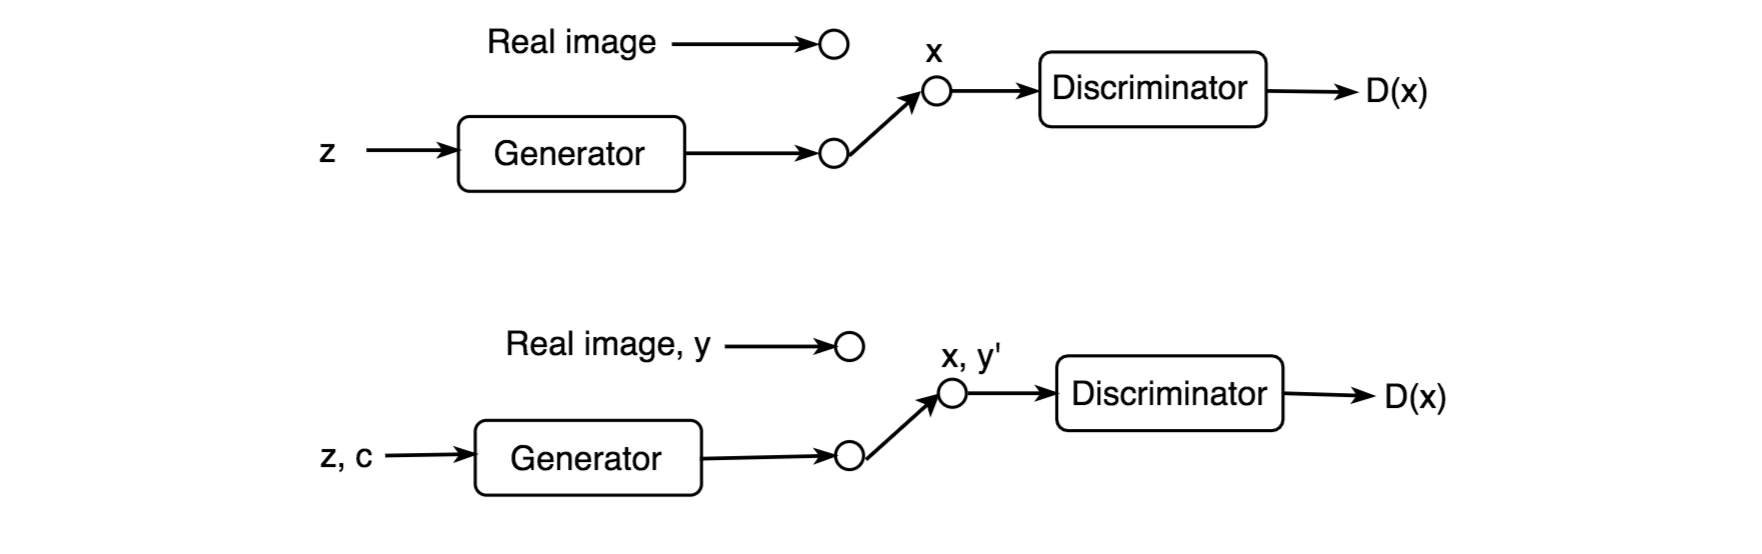 Real image
x
Discriminator
D(x)
z
Generator
Real image, y
x, y'
Discriminator
D(x)
z, c
Generator